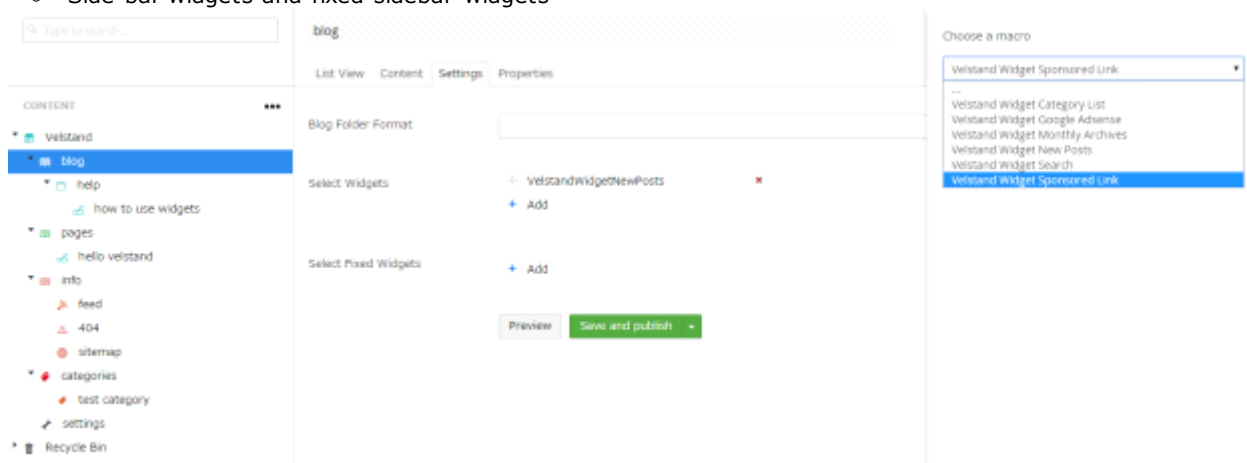 Side bar widgets and fixed sidebar widgets
Type to search...
CONTENT
Velstand
blog
help
how to use widgets
pages
hello velstand
info
feed
404
sitemap
categories
test category
settings
Recycle Bin
blog
List View Content Settings Properties
Blog Folder Format
Select Widgets
VelstandWidgetNewPosts
Add
Select Fixed Widgets
Add
Preview Save and publish
Choose a macro
Velstand Widget Sponsored Link
...
Velstand Widget Category List
Velstand Widget Google Adsense
Velstand Widget Monthly Archives
Velstand Widget New Posts
Velstand Widget Search
Velstand Widget Sponsored Link